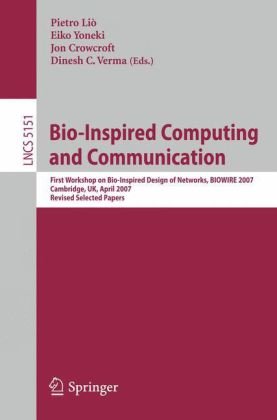 Pietro Liò
Eiko Yoneki
Jon Crowcroft
Dinesh C. Verma (Eds.)
LNCS 5151
Bio-Inspired Computing
and Communication
First Workshop on Bio-Inspired Design of Networks, BIOWIRE 2007
Cambridge, UK, April 2007
Revised Selected Papers
Springer